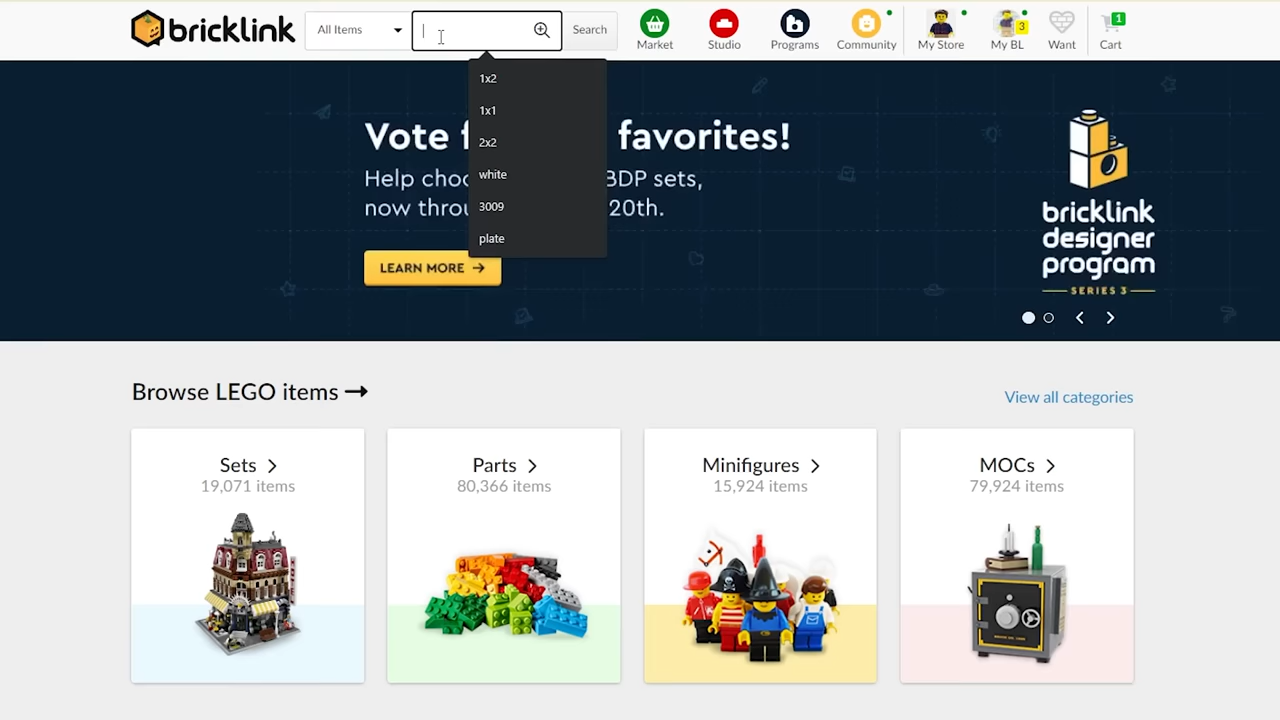 bricklink
All Items
Search
Market
Studio
Programs
Community
My Store
3
My BL
Want
1
Cart
1x2
1x1
2x2
white
3009
plate
Vote f favorites!
Help choo BDP sets,
now throu 20th.
LEARN MORE →
bricklink
designer
program
SERIES 3
Browse LEGO items →
View all categories
Sets >
19,071 items
Parts >
80,366 items
Minifigures >
15,924 items
MOCs >
79,924 items